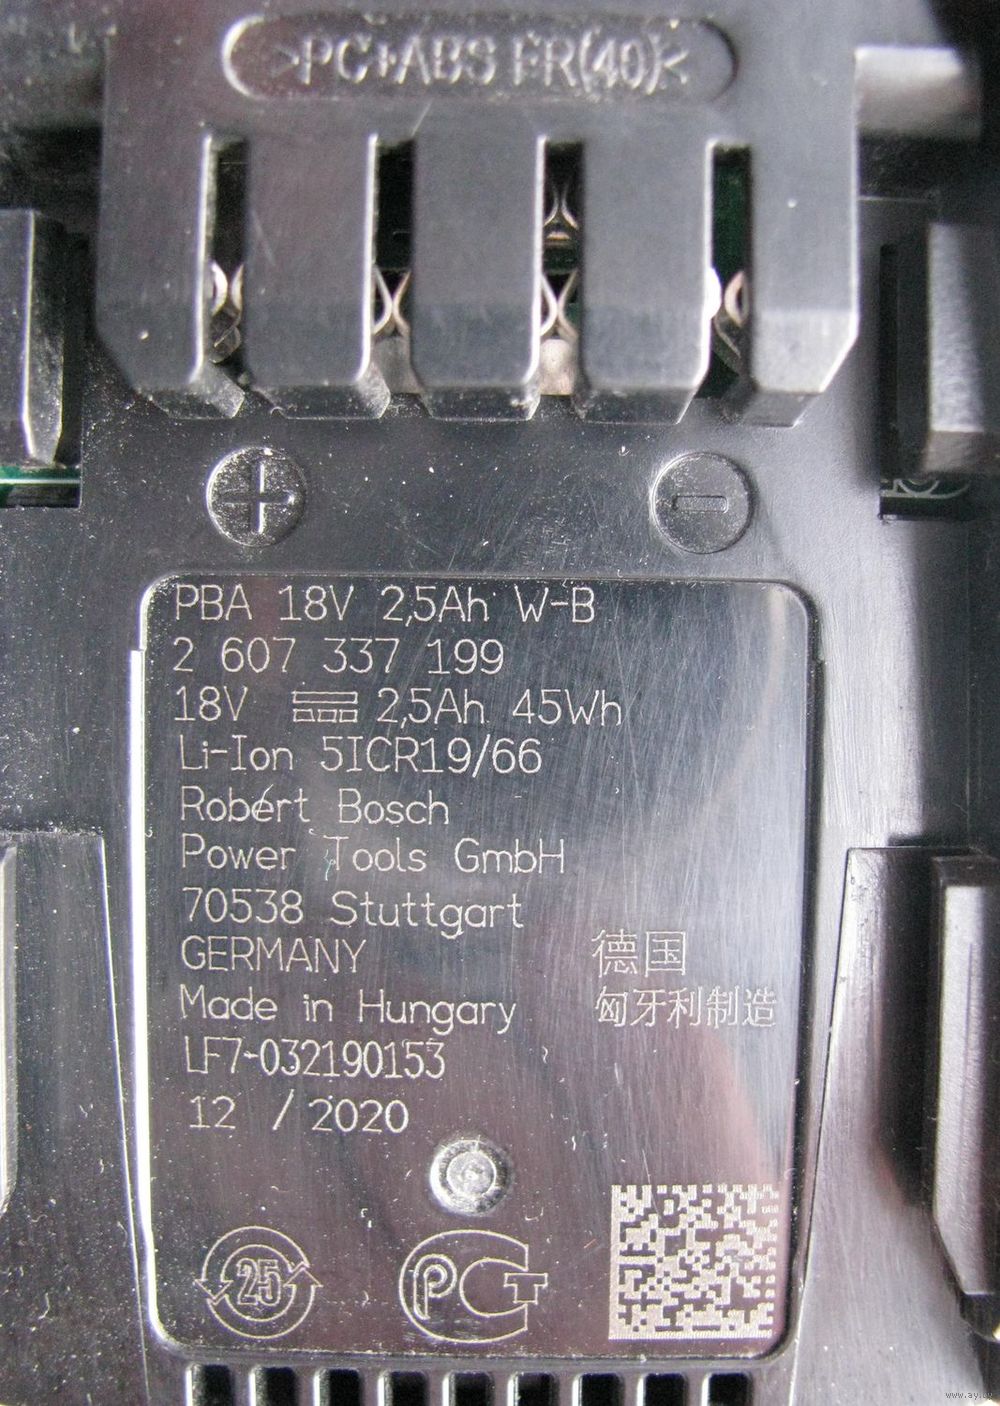 >PC+ABS FR(40)<
PBA 18V 2,5Ah W-B
2 607 337 199
18V 2,5Ah 45Wh
Li-Ion 5ICR19/66
Robert Bosch
Power Tools GmbH
70538 Stuttgart
GERMANY 德国
Made in Hungary 匈牙利制造
LF7-032190153
12 / 2020
25 PCT